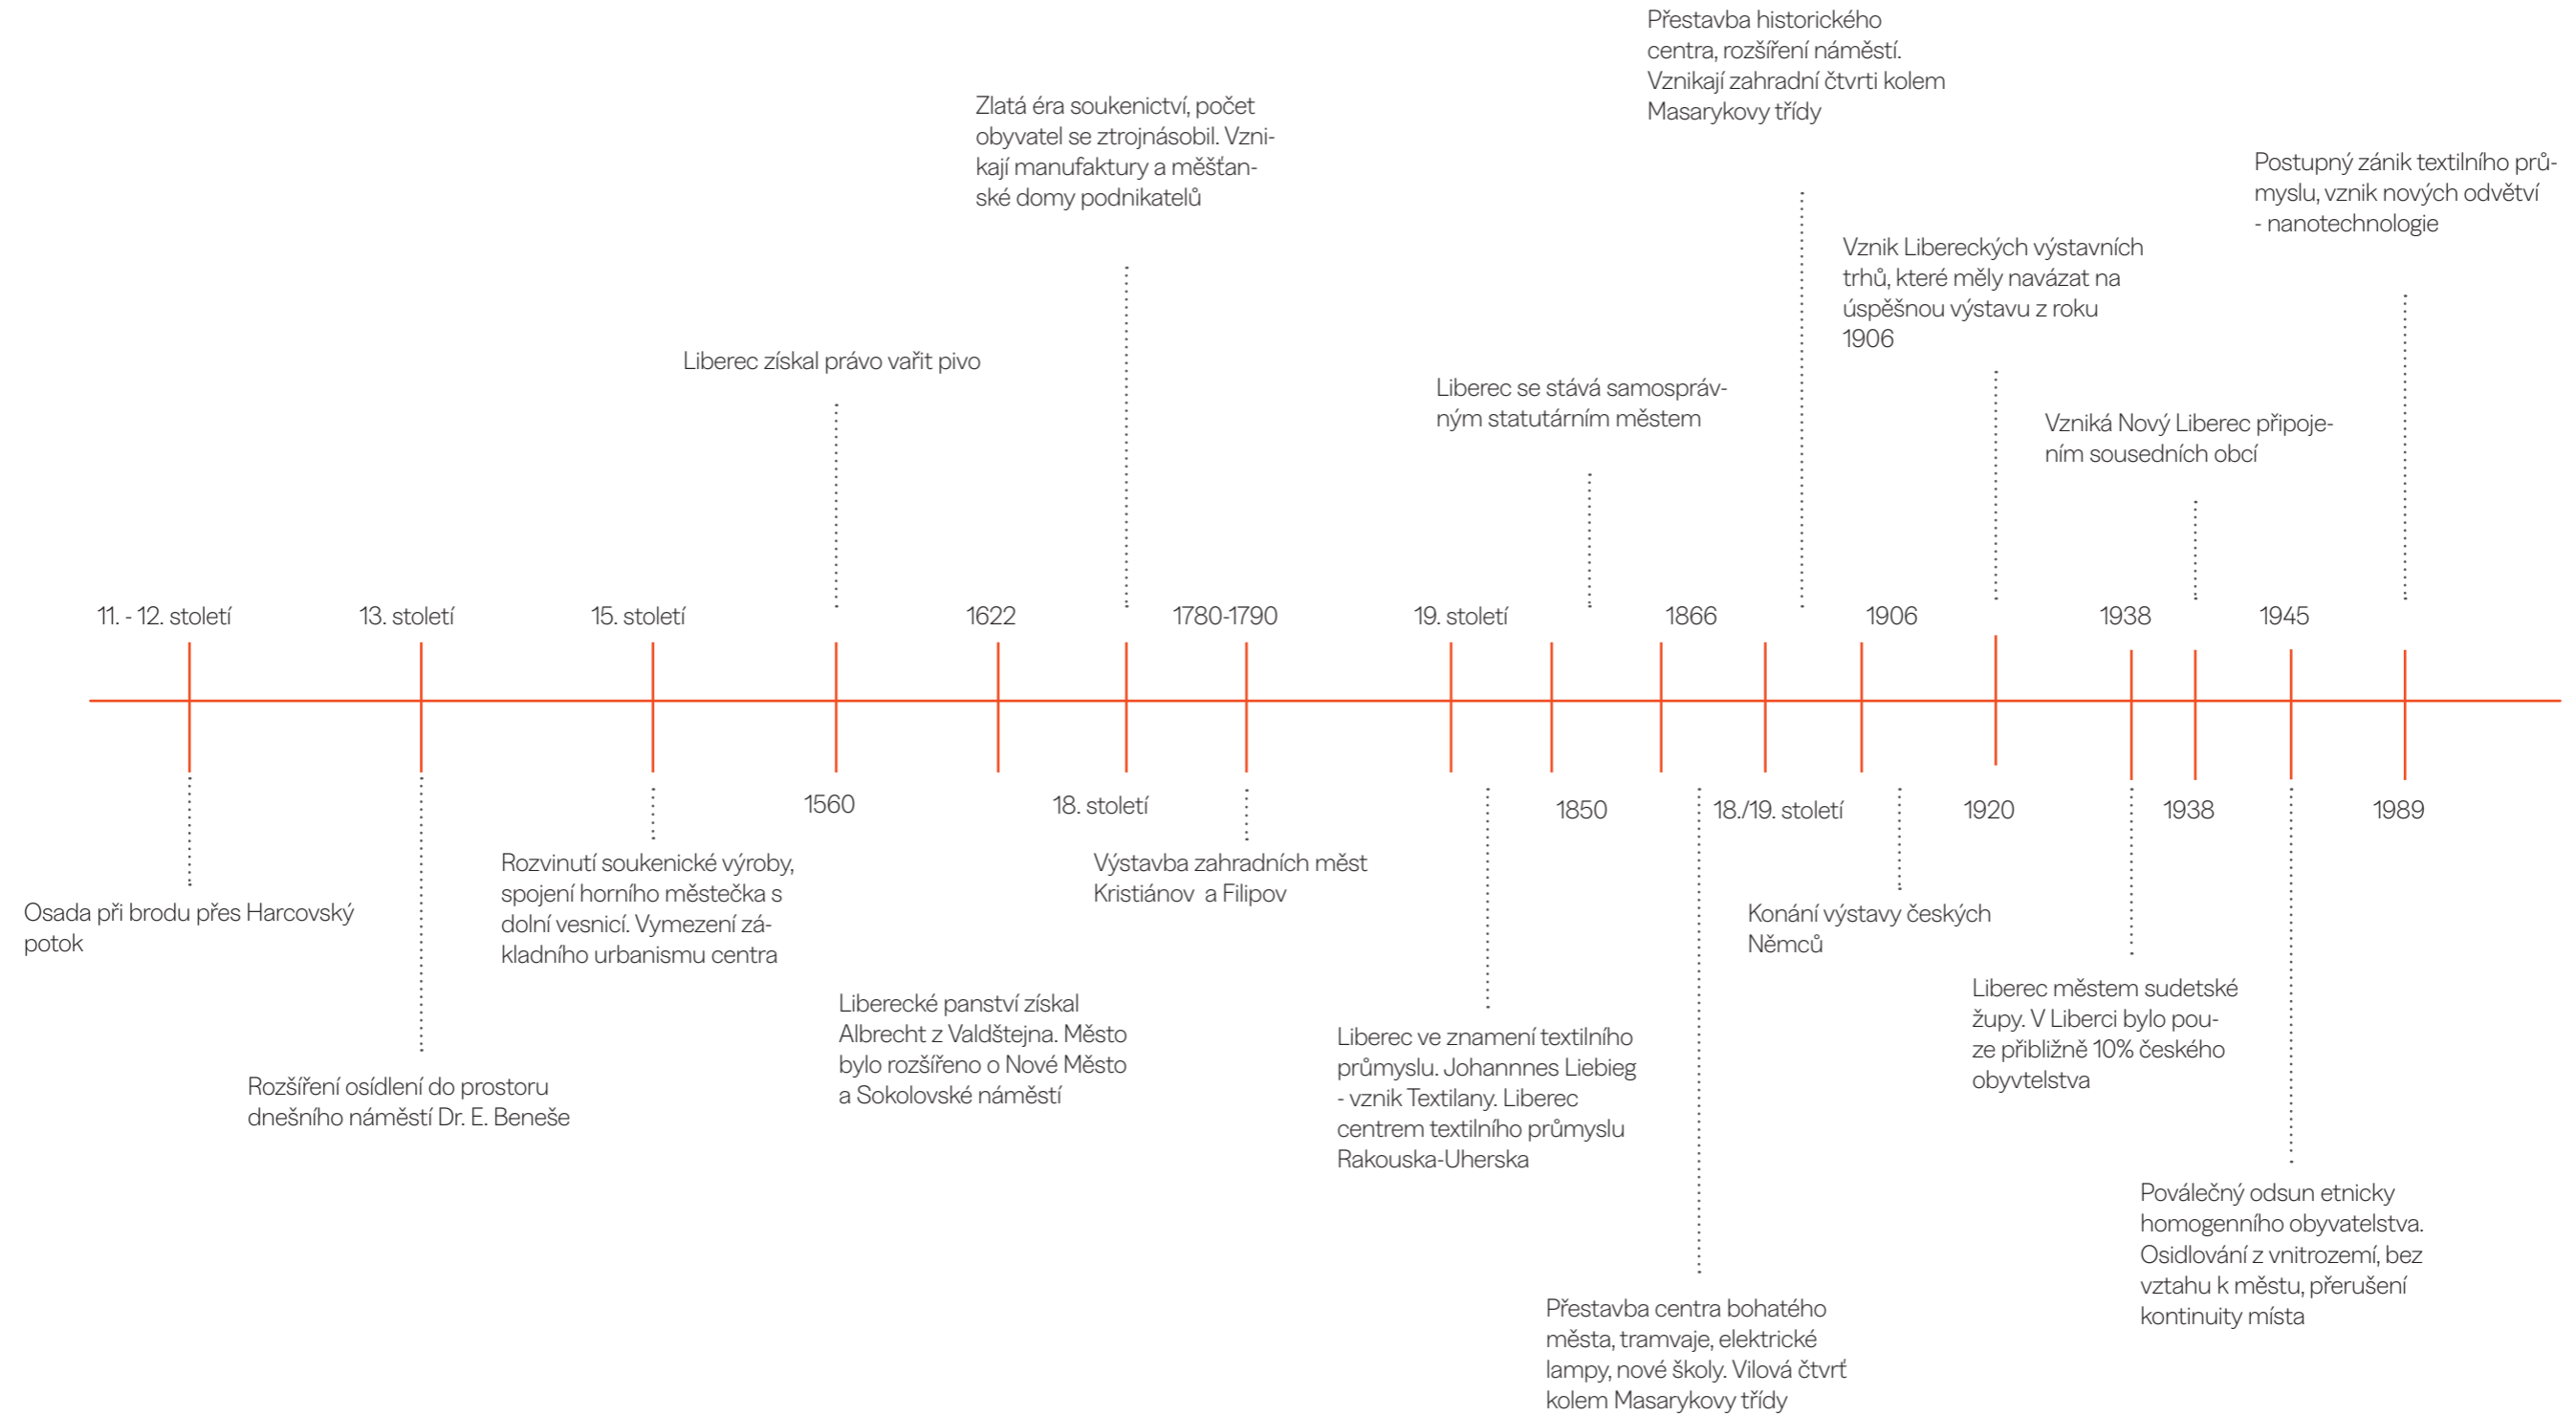 Přestavba historického
centra, rozšíření náměstí.
Vznikají zahradní čtvrti kolem
Masarykovy třídy
Zlatá éra soukenictví, počet
obyvatel se ztrojnásobil. Vzni-
kají manufaktury a měšťan-
ské domy podnikatelů
Postupný zánik textilního prů-
myslu, vznik nových odvětví
- nanotechnologie
Vznik Libereckých výstavních
trhů, které měly navázat na
úspěšnou výstavu z roku
1906
Liberec získal právo vařit pivo
Liberec se stává samospráv-
ným statutárním městem
Vzniká Nový Liberec připoje-
ním sousedních obcí
11. - 12. století
13. století
15. století
1622
1780-1790
19. století
1866
1906
1938
1945
1560
18. století
1850
18./19. století
1920
1938
1989
Osada při brodu přes Harcovský
potok
Rozšíření osídlení do prostoru
dnešního náměstí Dr. E. Beneše
Rozvinutí soukenické výroby,
spojení horního městečka s
dolní vesnicí. Vymezení zá-
kladního urbanismu centra
Liberecké panství získal
Albrecht z Valdštejna. Město
bylo rozšířeno o Nové Město
a Sokolovské náměstí
Výstavba zahradních měst
Kristiánov a Filipov
Liberec ve znamení textilního
průmyslu. Johannnes Liebieg
- vznik Textilany. Liberec
centrem textilního průmyslu
Rakouska-Uherska
Přestavba centra bohatého
města, tramvaje, elektrické
lampy, nové školy. Vilová čtvrť
kolem Masarykovy třídy
Konání výstavy českých
Němců
Liberec městem sudetské
župy. V Liberci bylo pou-
ze přibližně 10% českého
obyvtelstva
Poválečný odsun etnicky
homogenního obyvatelstva.
Osidlování z vnitrozemí, bez
vztahu k městu, přerušení
kontinuity místa